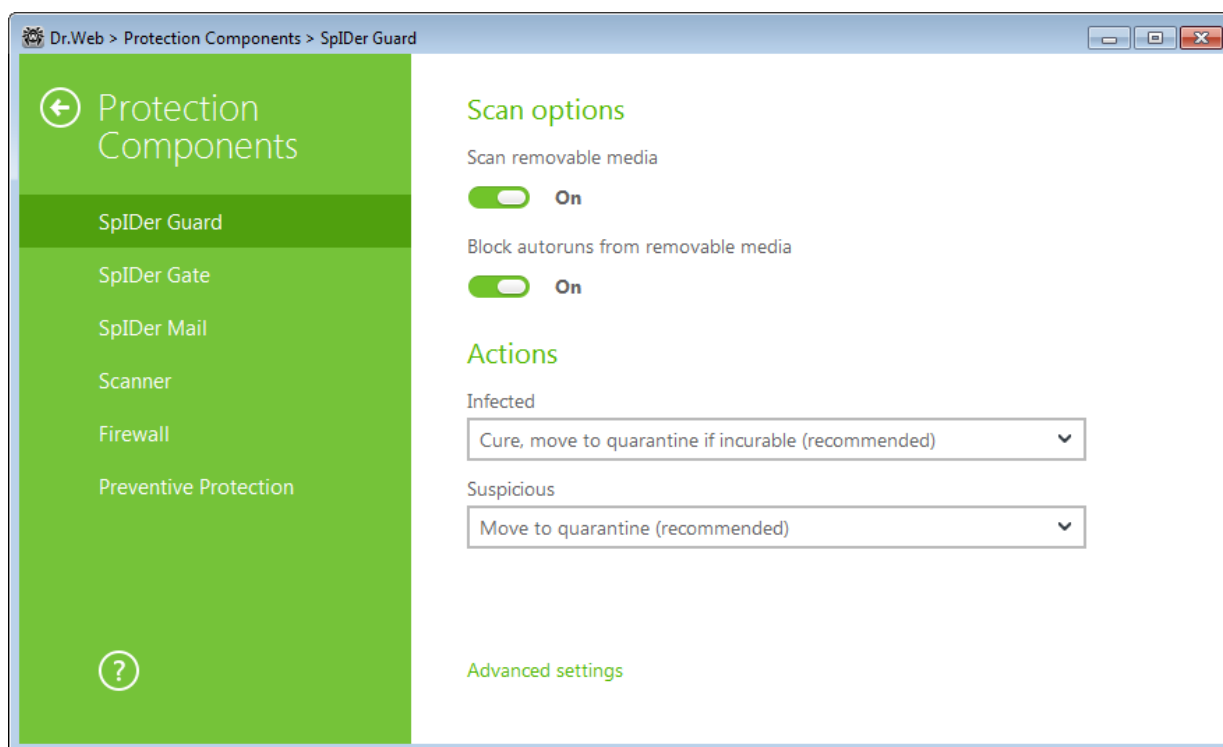 Dr.Web > Protection Components > SpIDer Guard
Protection
Components
SpIDer Guard
SpIDer Gate
SpIDer Mail
Scanner
Firewall
Preventive Protection
?
Scan options
Scan removable media
On
Block autoruns from removable media
On
Actions
Infected
Cure, move to quarantine if incurable (recommended)
Suspicious
Move to quarantine (recommended)
Advanced settings